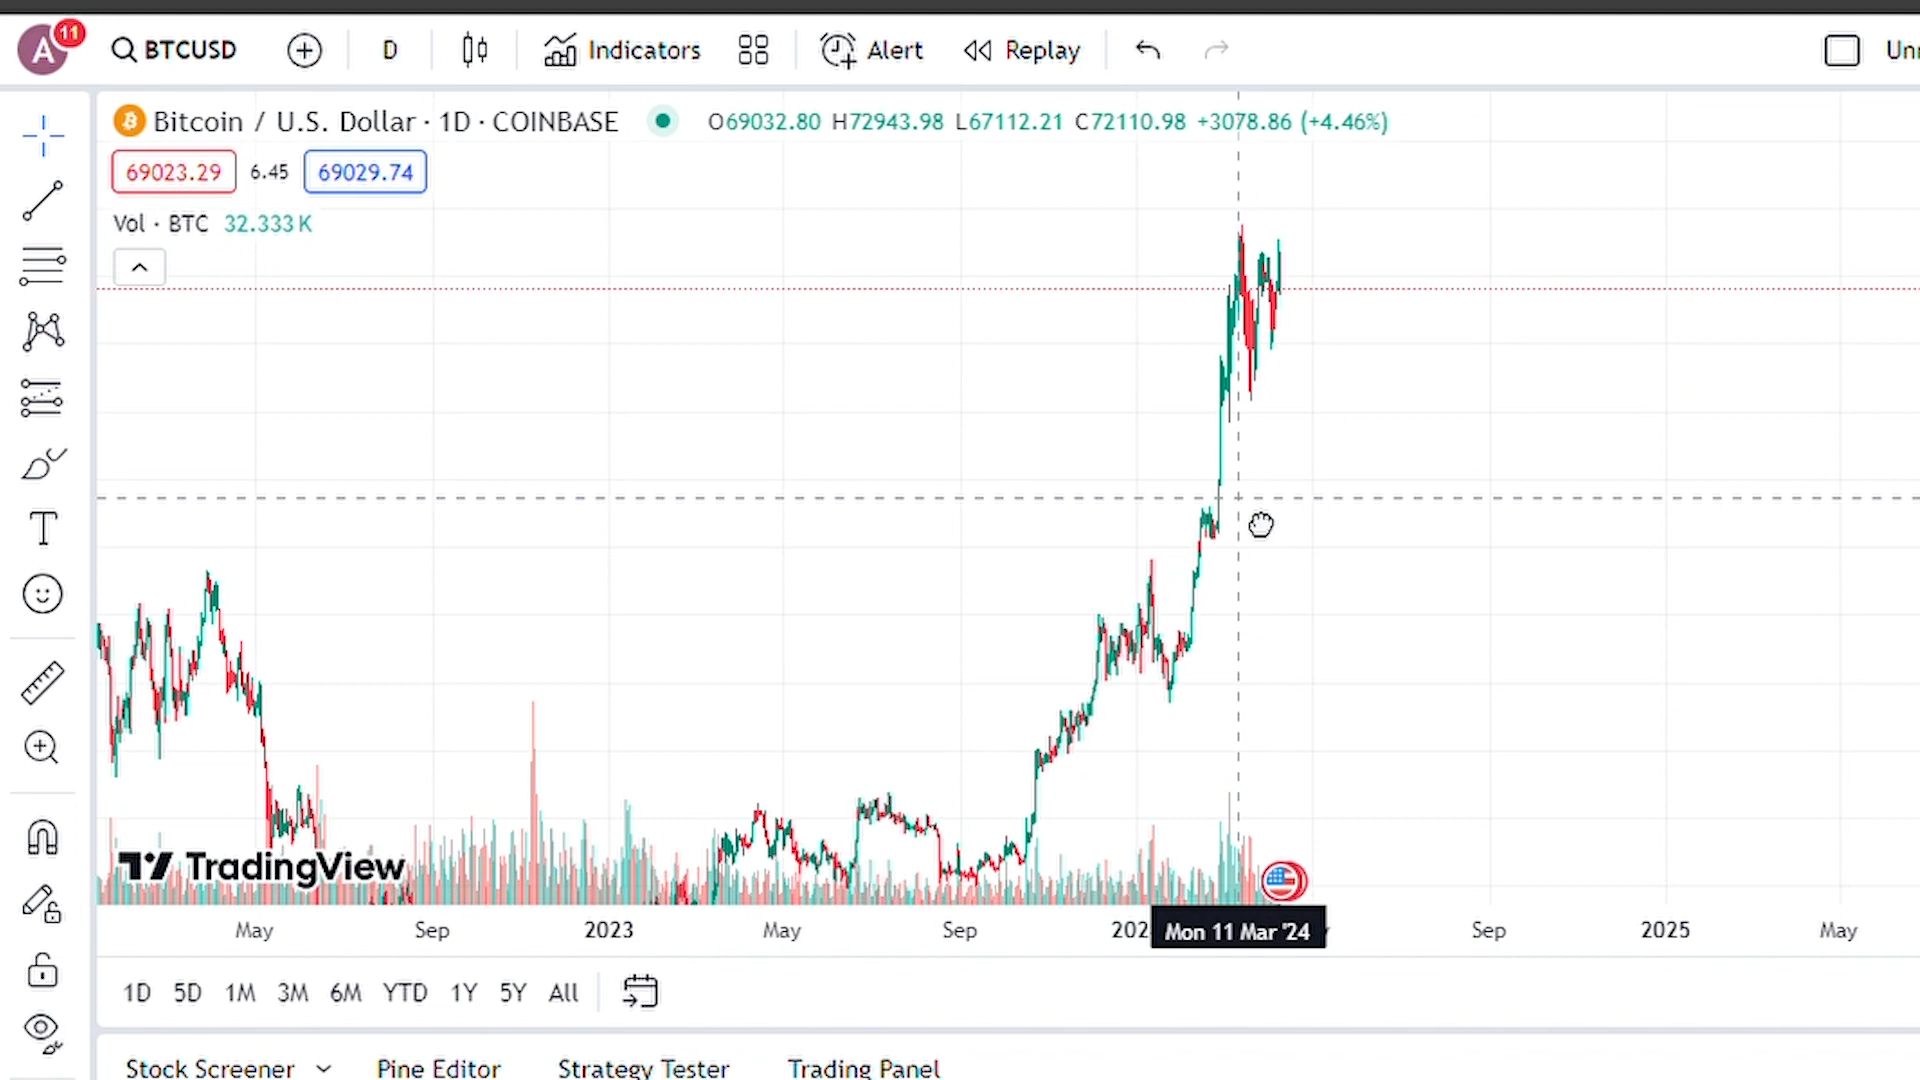 A 11 BTCUSD D Indicators Alert Replay Unr
Bitcoin / U.S. Dollar · 1D · COINBASE O69032.80 H72943.98 L67112.21 C72110.98 +3078.86 (+4.46%)
69023.29 6.45 69029.74
Vol · BTC 32.333K
T
TradingView
May Sep 2023 May Sep 202 Mon 11 Mar '24 Sep 2025 May
1D 5D 1M 3M 6M YTD 1Y 5Y All
Stock Screener Pine Editor Strategy Tester Trading Panel